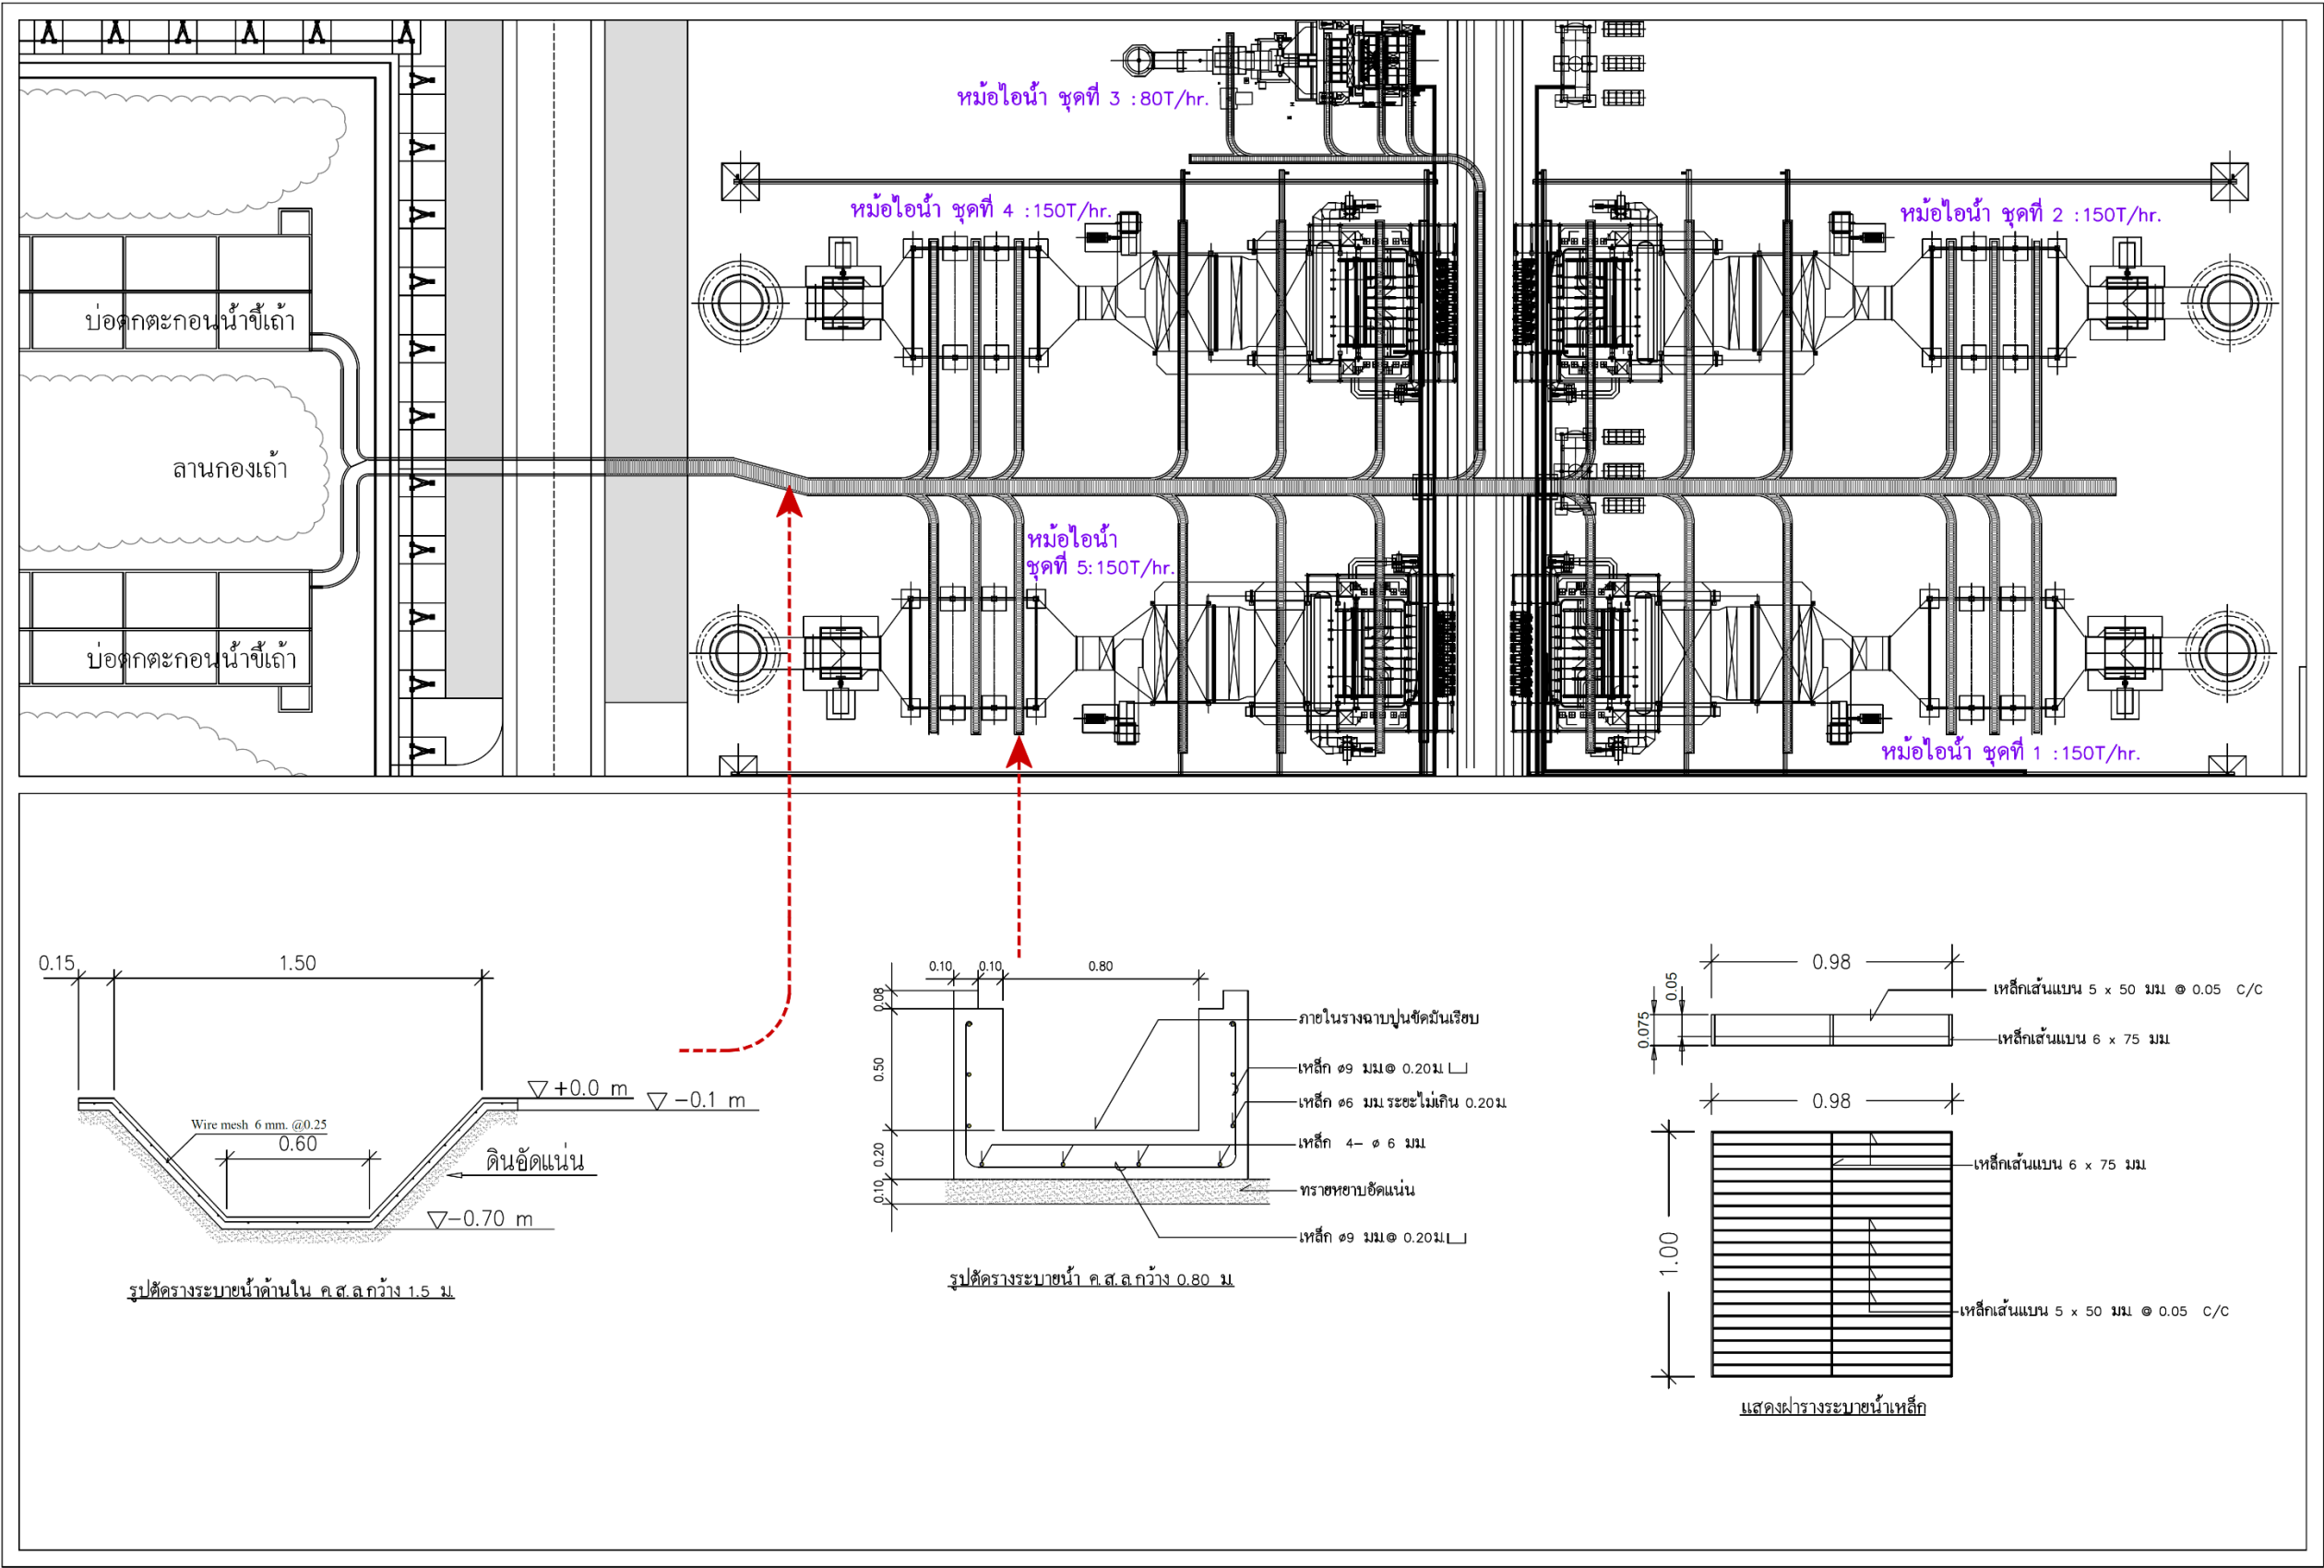 หม้อไอน้ำ ชุดที่ 3 :80T/hr.
หม้อไอน้ำ ชุดที่ 4 :150T/hr.
หม้อไอน้ำ ชุดที่ 2 :150T/hr.
บ่อตกตะกอนน้ำขี้เถ้า
ลานกองเถ้า
หม้อไอน้ำ
ชุดที่ 5:150T/hr.
บ่อตกตะกอนน้ำขี้เถ้า
หม้อไอน้ำ ชุดที่ 1 :150T/hr.
0.15
1.50
+0.0 m
-0.1 m
Wire mesh 6 mm. @0.25
0.60
ดินอัดแน่น
-0.70 m
รูปตัดรางระบายน้ำด้านใน ค.ส.ล.กว้าง 1.5 ม.
0.10
0.10
0.80
0.08
0.50
0.20
0.10
ภายในรางฉาบปูนขัดมันเรียบ
เหล็ก ø9 มม.@ 0.20ม.
เหล็ก ø6 มม.ระยะไม่เกิน 0.20ม.
เหล็ก 4- ø 6 มม.
ทรายหยาบอัดแน่น
เหล็ก ø9 มม.@ 0.20ม.
รูปตัดรางระบายน้ำ ค.ส.ล.กว้าง 0.80 ม.
0.98
0.05
0.075
เหล็กเส้นแบน 5 x 50 มม. @ 0.05 C/C
เหล็กเส้นแบน 6 x 75 มม.
0.98
1.00
เหล็กเส้นแบน 6 x 75 มม.
เหล็กเส้นแบน 5 x 50 มม. @ 0.05 C/C
แสดงฝารางระบายน้ำเหล็ก